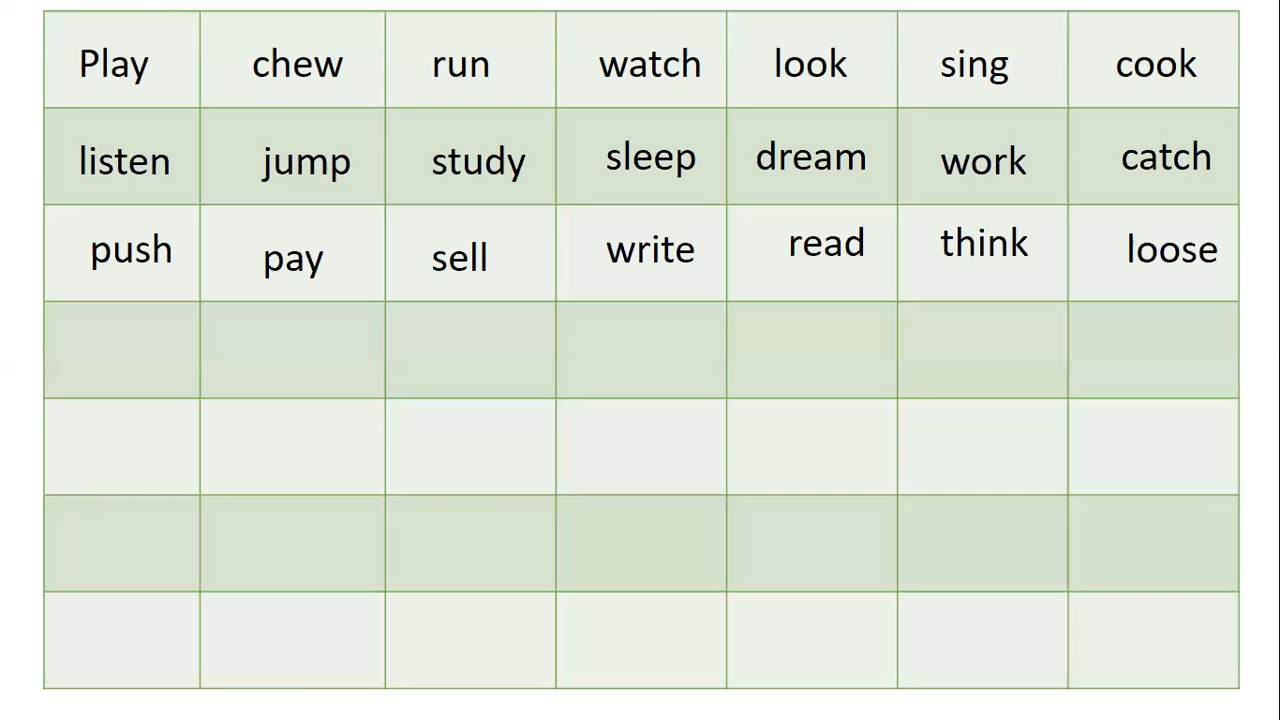 Play chew run watch look sing cook
listen jump study sleep dream work catch
push pay sell write read think loose